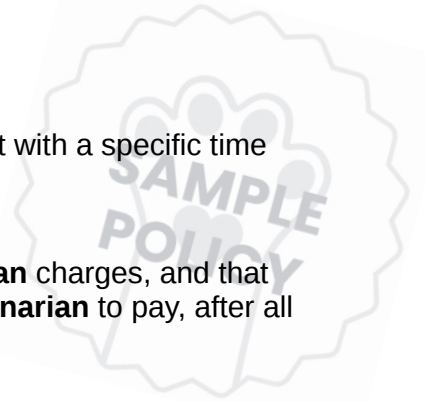 t with a specific time
SAMPLE
POLICY
an charges, and that
narian to pay, after all